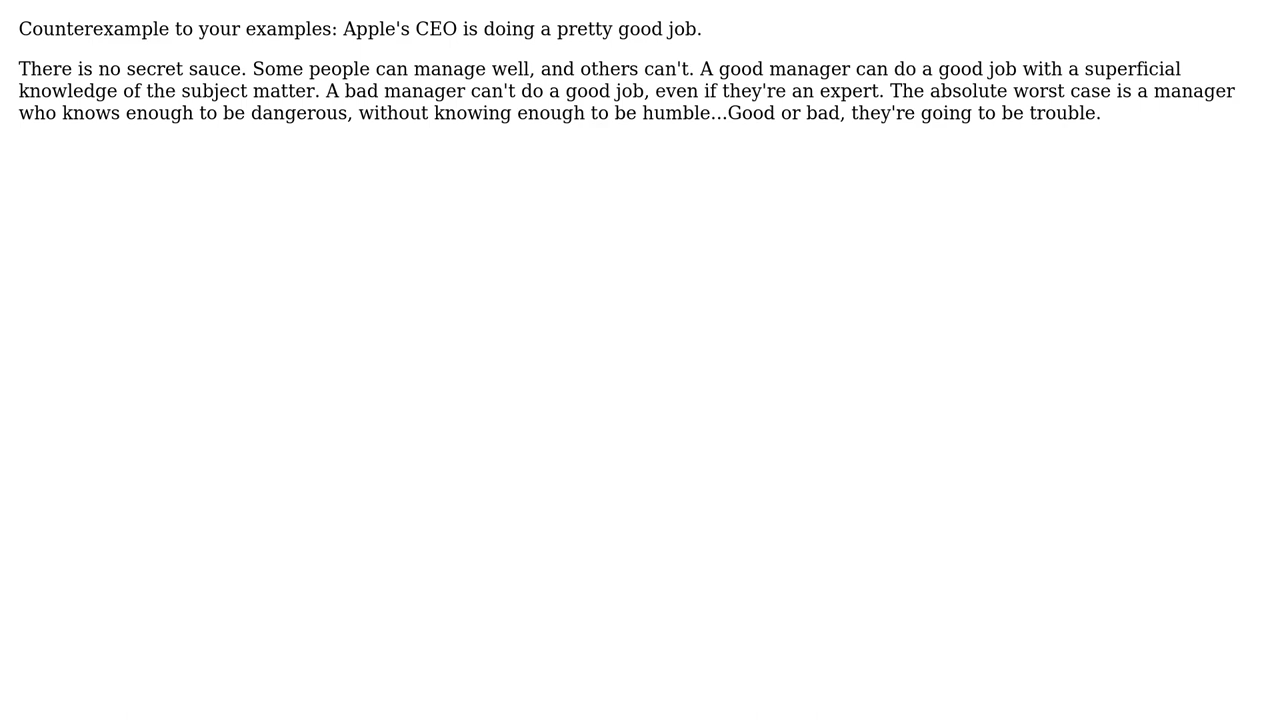 Counterexample to your examples: Apple's CEO is doing a pretty good job.
There is no secret sauce. Some people can manage well, and others can't. A good manager can do a good job with a superficial
knowledge of the subject matter. A bad manager can't do a good job, even if they're an expert. The absolute worst case is a manager
who knows enough to be dangerous, without knowing enough to be humble...Good or bad, they're going to be trouble.